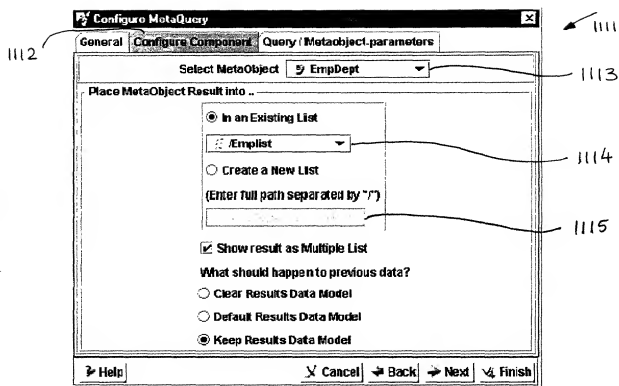 Configure MetaQuery
1111
General Configure Component Query / Metaobject parameters
1112
Select MetaObject EmpDept
1113
Place MetaObject Result into ..
In an Existing List
/Emplist
1114
Create a New List
(Enter full path separated by "/")
1115
Show result as Multiple List
What should happen to previous data?
Clear Results Data Model
Default Results Data Model
Keep Results Data Model
Help Cancel Back Next Finish